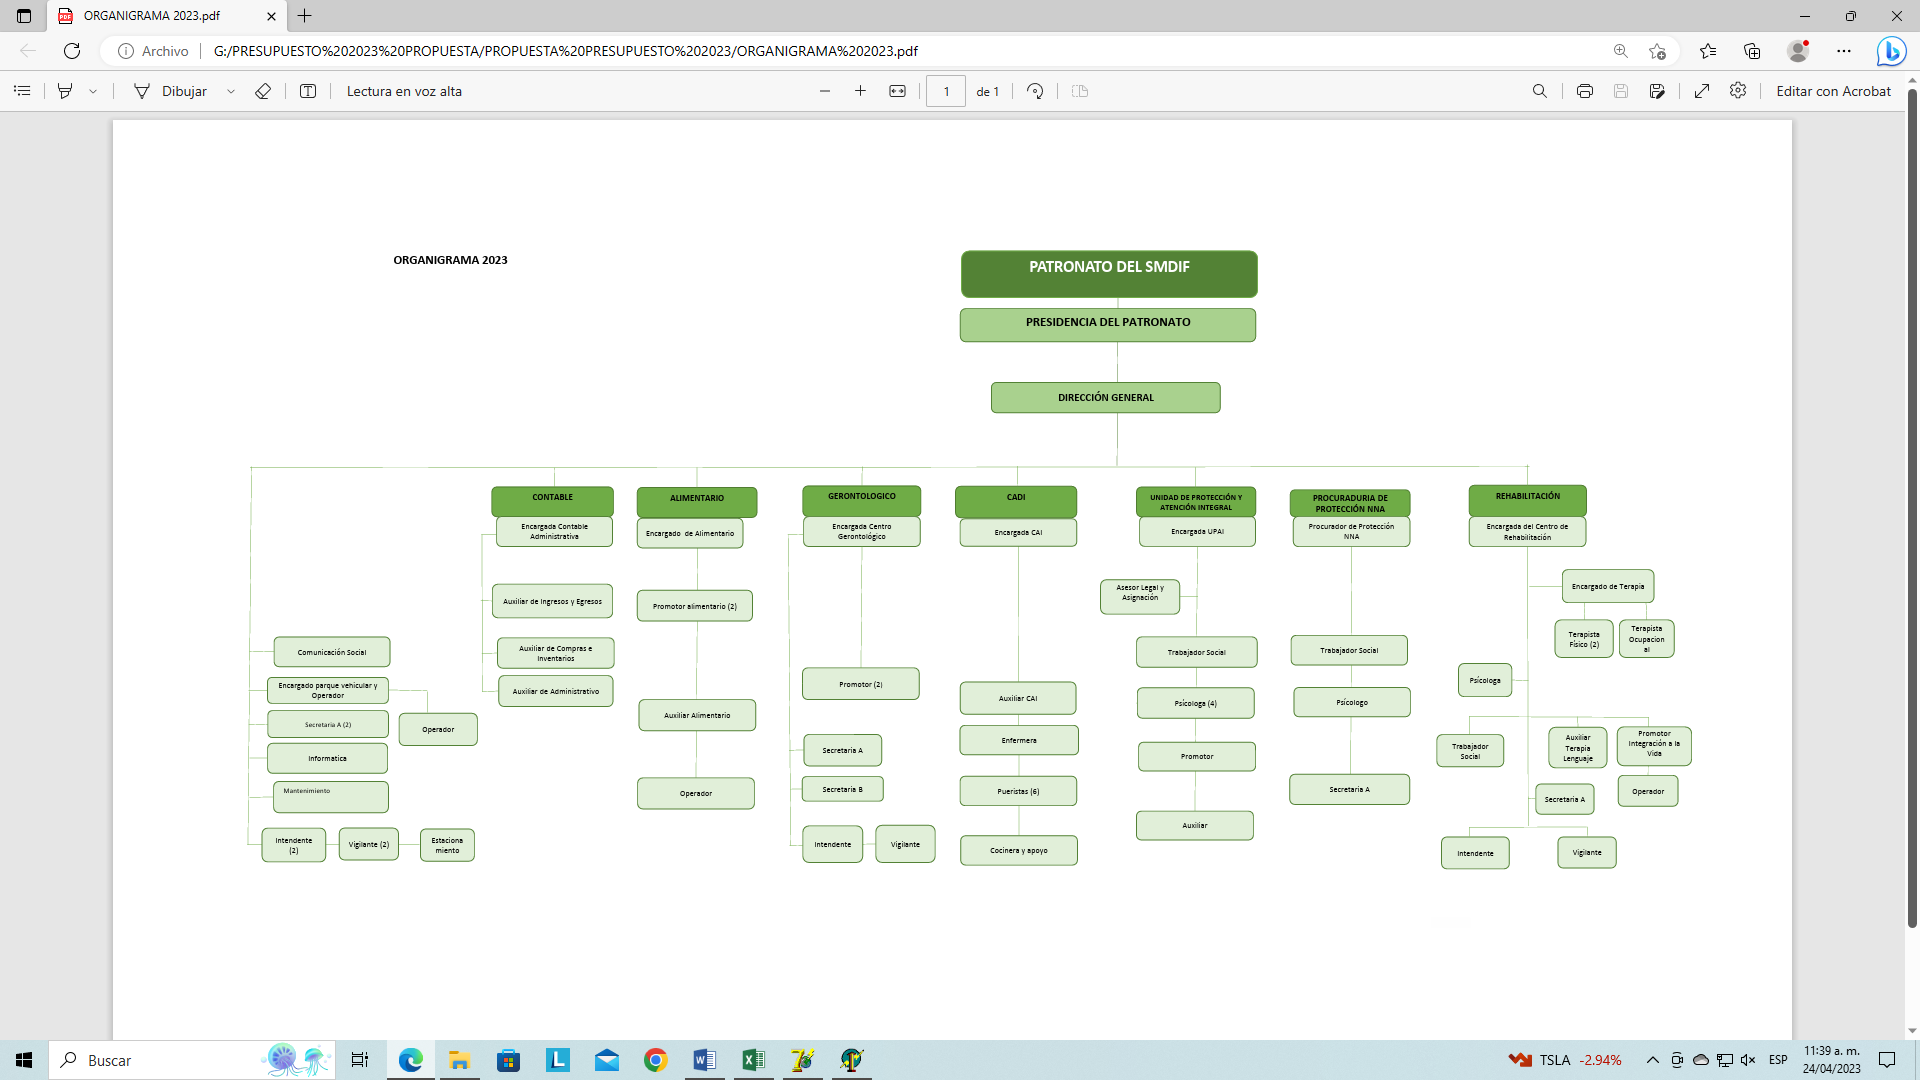 ORGANIGRAMA 2023.pdf
Archivo
G:/PRESUPUESTO%202023%20PROPUESTA/PROPUESTA%20PRESUPUESTO%202023/ORGANIGRAMA%202023.pdf
Dibujar
Lectura en voz alta
1
de 1
Editar con Acrobat
ORGANIGRAMA 2023
PATRONATO DEL SMDIF
PRESIDENCIA DEL PATRONATO
DIRECCIÓN GENERAL
Comunicación Social
Encargado parque vehicular y
Operador
Operador
Secretaria A (2)
Informatica
Mantenimiento
Intendente
(2)
Vigilante (2)
Estaciona
miento
CONTABLE
Encargada Contable
Administrativa
Auxiliar de Ingresos y Egresos
Auxiliar de Compras e
Inventarios
Auxiliar de Administrativo
ALIMENTARIO
Encargado de Alimentario
Promotor alimentario (2)
Auxiliar Alimentario
Operador
GERONTOLOGICO
Encargada Centro
Gerontológico
Promotor (2)
Secretaria A
Secretaria B
Intendente
Vigilante
CADI
Encargada CAI
Auxiliar CAI
Enfermera
Pueristas (6)
Cocinera y apoyo
UNIDAD DE PROTECCIÓN Y
ATENCIÓN INTEGRAL
Encargada UPAI
Asesor Legal y
Asignación
Trabajador Social
Psícologa (4)
Promotor
Auxiliar
PROCURADURIA DE
PROTECCIÓN NNA
Procurador de Protección
NNA
Trabajador Social
Psícologo
Secretaria A
REHABILITACIÓN
Encargada del Centro de
Rehabilitación
Encargado de Terapia
Terapista
Físico (2)
Terapista
Ocupacion
al
Psícologa
Trabajador
Social
Auxiliar
Terapia
Lenguaje
Promotor
Integración a la
Vida
Operador
Secretaria A
Intendente
Vigilante
Buscar
TSLA -2.94%
ESP
11:39 a. m.
24/04/2023